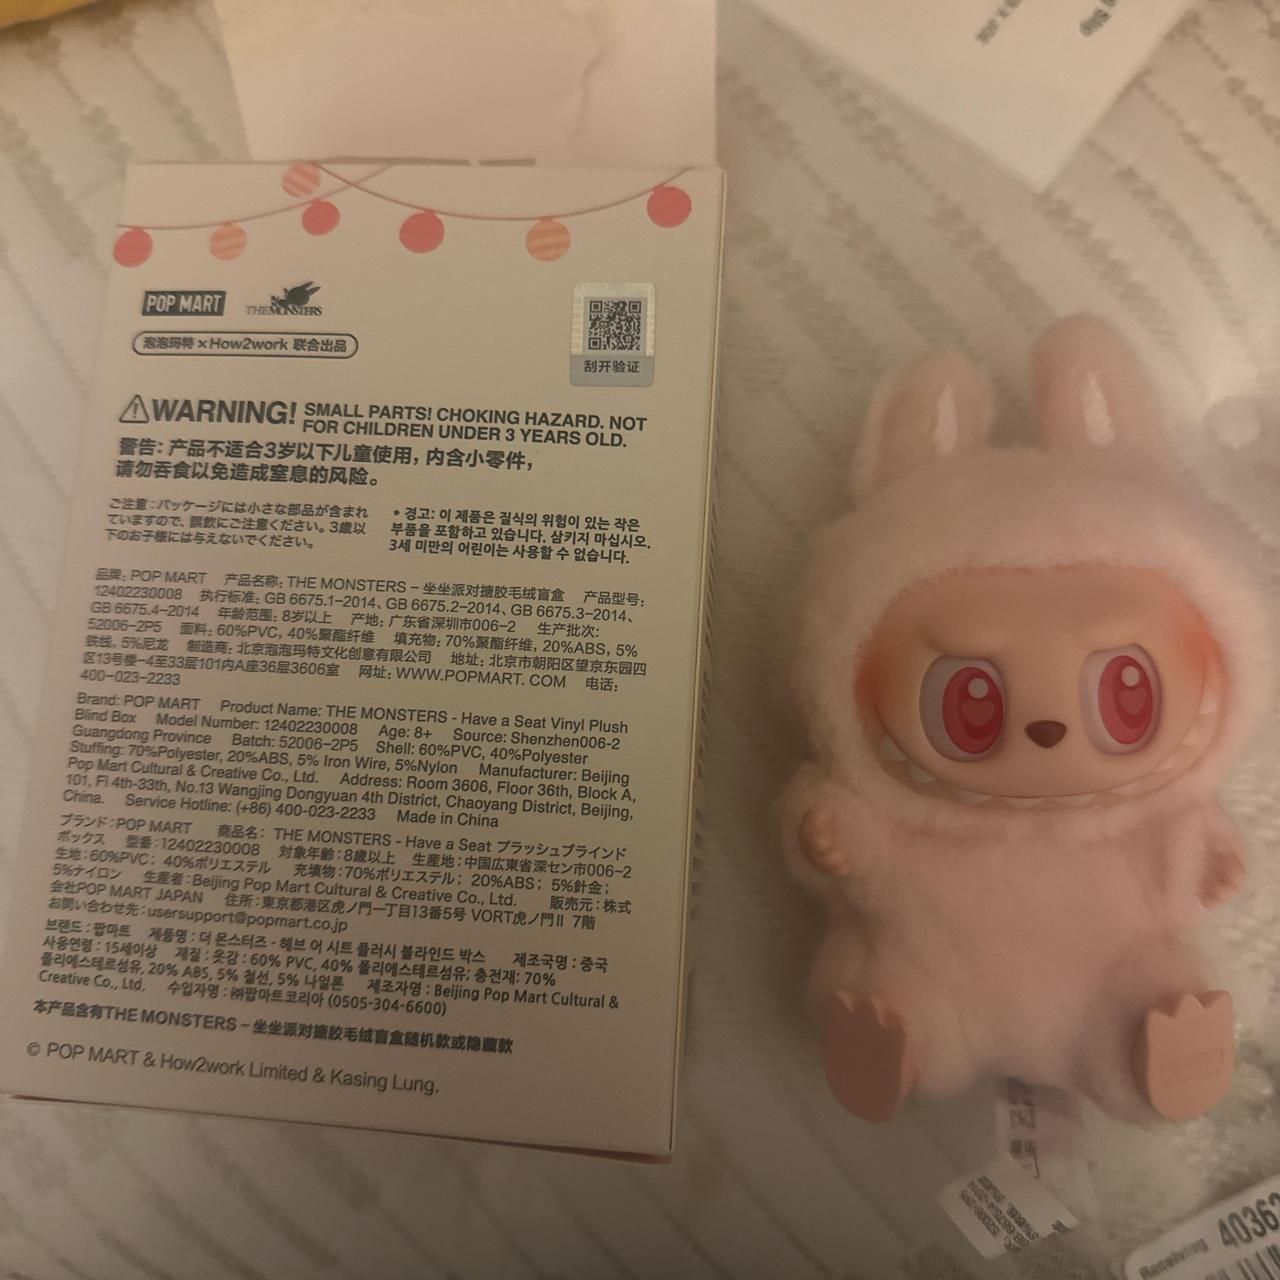 POP MART
THE MONSTERS
泡泡玛特 × How2work 联合出品
刮开验证
WARNING! SMALL PARTS! CHOKING HAZARD. NOT
FOR CHILDREN UNDER 3 YEARS OLD.
警告: 产品不适合3岁以下儿童使用，内含小零件，
请勿吞食以免造成窒息的风险。
ご注意：パッケージには小さな部品が含まれ
ていますので、誤飲にご注意ください。3歳以
下のお子様には与えないでください。
* 경고: 이 제품은 질식의 위험이 있는 작은
부품을 포함하고 있습니다. 삼키지 마십시오.
3세 미만의 어린이는 사용할 수 없습니다.
品牌: POP MART 产品名称: THE MONSTERS – 坐坐派对搪胶毛绒盲盒 产品型号:
12402230008 执行标准: GB 6675.1–2014、GB 6675.2–2014、GB 6675.3–2014、
GB 6675.4–2014 年龄范围: 8岁以上 产地: 广东省深圳市006–2 生产批次:
52006–2P5 面料: 60%PVC, 40%聚酯纤维 填充物: 70%聚酯纤维, 20%ABS, 5%
铁线, 5%尼龙 制造商: 北京泡泡玛特文化创意有限公司 地址: 北京市朝阳区望京东园四
区13号楼–4至33层101内A座36层3606室 网址: WWW.POPMART. COM 电话:
400–023–2233
Brand: POP MART Product Name: THE MONSTERS - Have a Seat Vinyl Plush
Blind Box Model Number: 12402230008 Age: 8+ Source: Shenzhen006-2
Guangdong Province Batch: 52006–2P5 Shell: 60%PVC, 40%Polyester
Stuffing: 70%Polyester, 20%ABS, 5% Iron Wire, 5%Nylon Manufacturer: Beijing
Pop Mart Cultural & Creative Co., Ltd. Address: Room 3606, Floor 36th, Block A,
101, Fl 4th-33th, No.13 Wangjing Dongyuan 4th District, Chaoyang District, Beijing,
China. Service Hotline: (+86) 400-023-2233 Made in China
ブランド：POP MART 商品名： THE MONSTERS - Have a Seat プラッシュブラインド
ボックス 型番：12402230008 対象年齢：8歳以上 生産地：中国広東省深セン市006–2
生地：60%PVC； 40%ポリエステル 充填物：70%ポリエステル； 20%ABS； 5%針金；
5%ナイロン 生産者：Beijing Pop Mart Cultural & Creative Co., Ltd. 販売元：株式
会社POP MART JAPAN 住所：東京都港区虎ノ門一丁目13番5号 VORT虎ノ門II 7階
お問い合わせ先：usersupport@popmart.co.jp
브랜드 : 팝마트 제품명 : 더 몬스터즈 - 헤브 어 시트 플러시 블라인드 박스 제조국명 : 중국
사용연령 : 15세이상 재질 : 옷감 : 60% PVC, 40% 폴리에스테르섬유; 충전재: 70%
폴리에스테르섬유, 20% ABS, 5% 철선, 5% 나일론 제조자명 : Beijing Pop Mart Cultural &
Creative Co., Ltd. 수입자명 : ㈜팝마트코리아 (0505-304-6600)
本产品含有THE MONSTERS – 坐坐派对搪胶毛绒盲盒随机款或隐藏款
© POP MART & How2work Limited & Kasing Lung.
Slip
JOE
52006-2P5
6675.4-2014
Receiving
40363